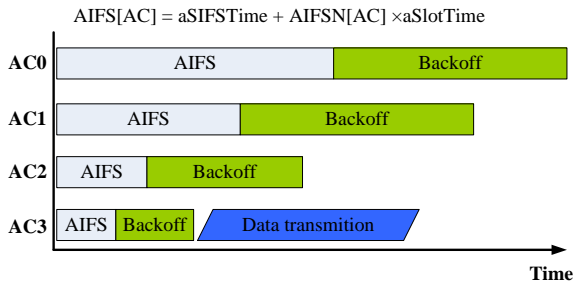 AIFS[AC] = aSIFSTime + AIFSN[AC] ×aSlotTime
AC0 AIFS Backoff
AC1 AIFS Backoff
AC2 AIFS Backoff
AC3 AIFS Backoff Data transmition
Time